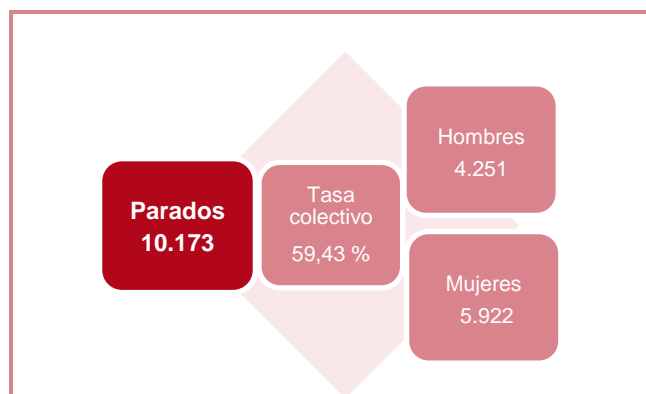 Parados
10.173
Tasa
colectivo
59,43 %
Hombres
4.251
Mujeres
5.922